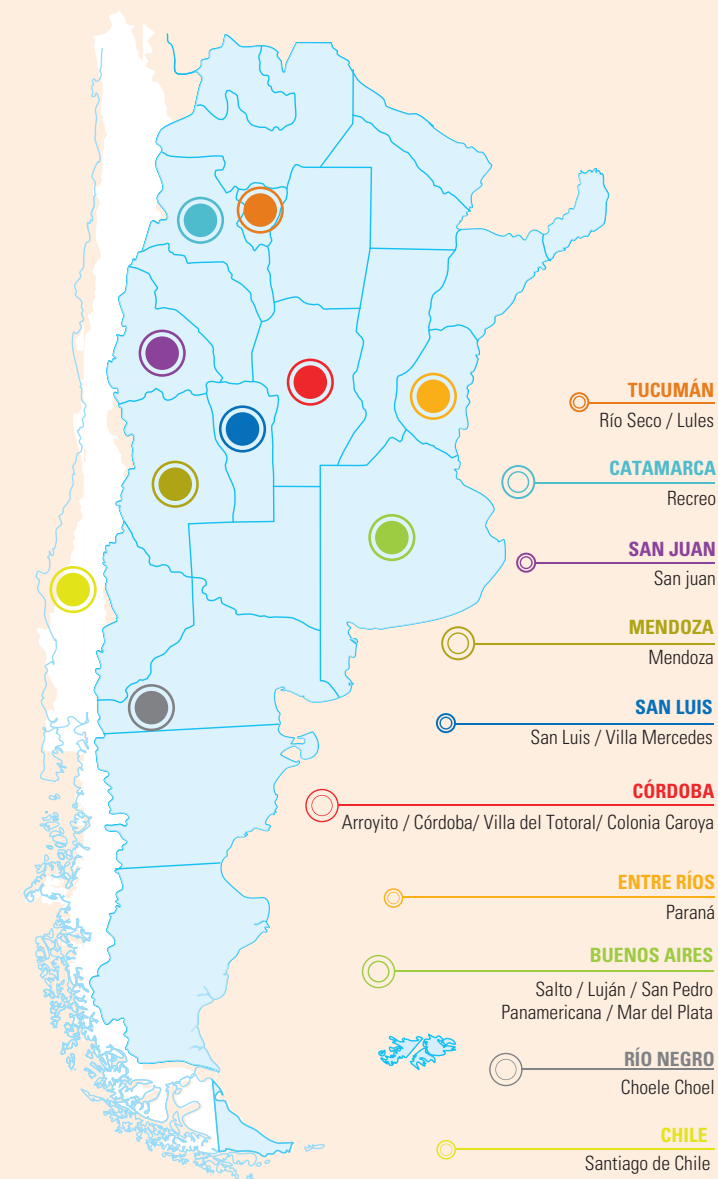 TUCUMÁN
Río Seco / Lules
CATAMARCA
Recreo
SAN JUAN
San juan
MENDOZA
Mendoza
SAN LUIS
San Luis / Villa Mercedes
CÓRDOBA
Arroyito / Córdoba/ Villa del Totoral/ Colonia Caroya
ENTRE RÍOS
Paraná
BUENOS AIRES
Salto / Luján / San Pedro
Panamericana / Mar del Plata
RÍO NEGRO
Choele Choel
CHILE
Santiago de Chile